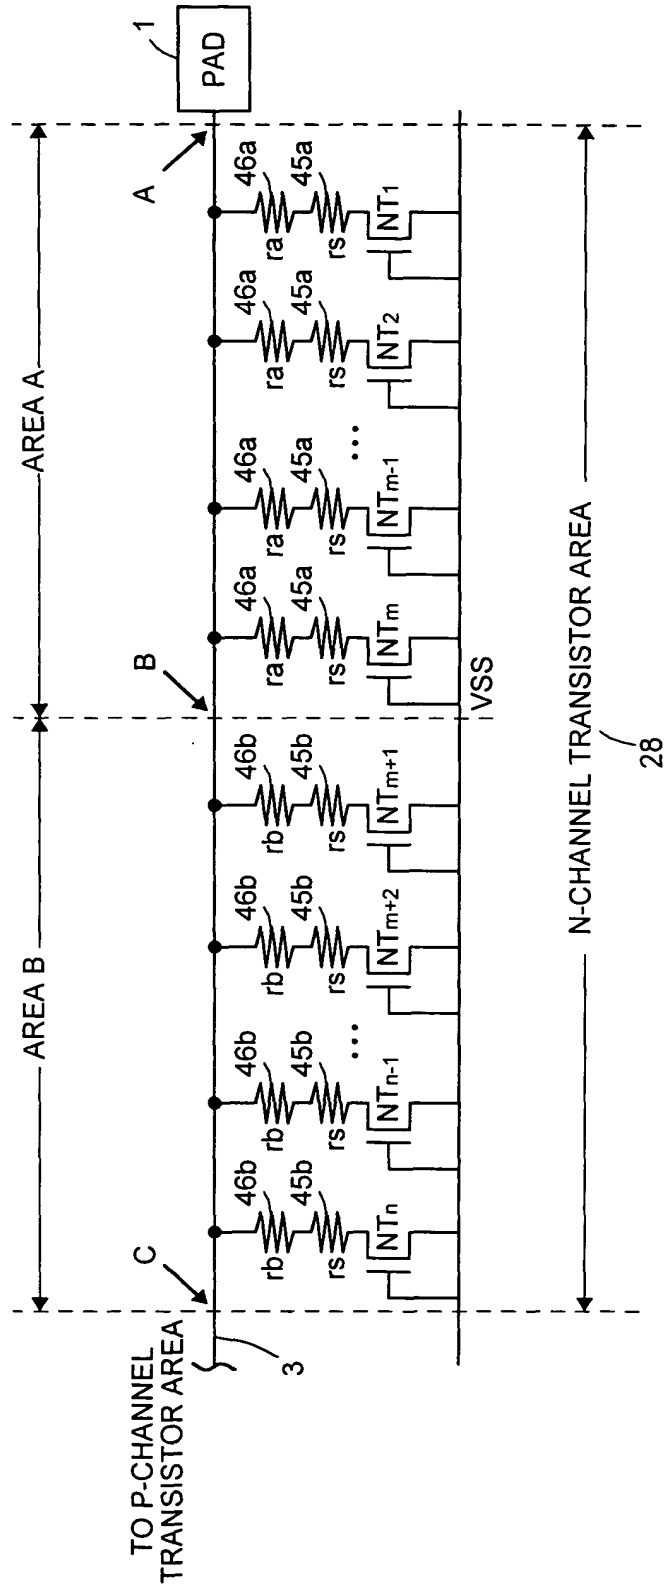 TO P-CHANNEL
TRANSISTOR AREA
AREA B
AREA A
C
B
A
1
PAD
3
46b
46b
46b
46b
46a
46a
46a
46a
rb
rb
rb
rb
ra
ra
ra
ra
45b
45b
45b
45b
45a
45a
45a
45a
rs
rs
rs
rs
rs
rs
rs
rs
...
...
NTn
NTn-1
NTm+2
NTm+1
NTm
NTm-1
NT2
NT1
VSS
N-CHANNEL TRANSISTOR AREA
28